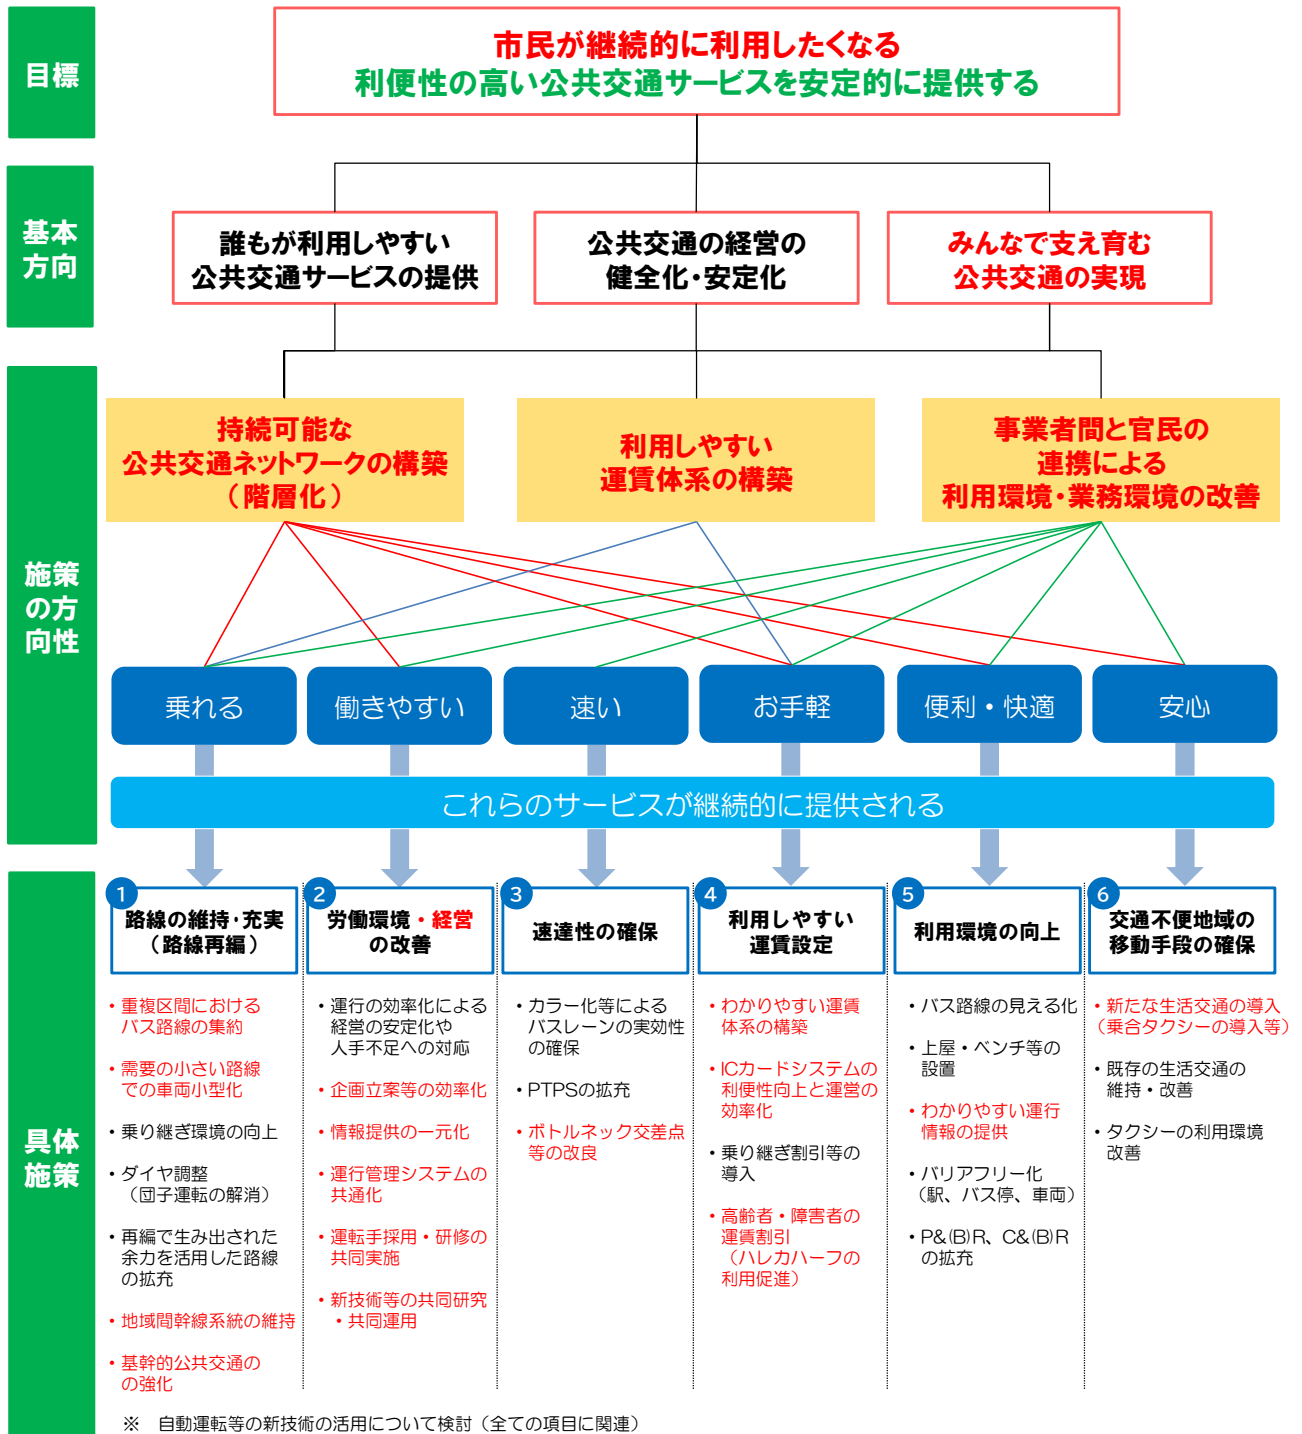 目標
市民が継続的に利用したくなる
利便性の高い公共交通サービスを安定的に提供する
基本
方向
誰もが利用しやすい
公共交通サービスの提供
公共交通の経営の
健全化・安定化
みんなで支え育む
公共交通の実現
施策
の方
向性
持続可能な
公共交通ネットワークの構築
(階層化)
利用しやすい
運賃体系の構築
事業者間と官民の
連携による
利用環境・業務環境の改善
乗れる
働きやすい
速い
お手軽
便利・快適
安心
これらのサービスが継続的に提供される
具体
施策
1
路線の維持・充実
(路線再編)
・重複区間における
バス路線の集約
・需要の小さい路線
での車両小型化
・乗り継ぎ環境の向上
・ダイヤ調整
(団子運転の解消)
・再編で生み出された
余力を活用した路線
の拡充
・地域間幹線系統の維持
・基幹的公共交通の
の強化
2
労働環境・経営
の改善
・運行の効率化による
経営の安定化や
人手不足への対応
・企画立案等の効率化
・情報提供の一元化
・運行管理システムの
共通化
・運転手採用・研修の
共同実施
・新技術等の共同研究
・共同運用
3
速達性の確保
・カラー化等による
バスレーンの実効性
の確保
・PTPSの拡充
・ボトルネック交差点
等の改良
4
利用しやすい
運賃設定
・わかりやすい運賃
体系の構築
・ICカードシステムの
利便性向上と運営の
効率化
・乗り継ぎ割引等の
導入
・高齢者・障害者の
運賃割引
(ハレカハーフの
利用促進)
5
利用環境の向上
・バス路線の見える化
・上屋・ベンチ等の
設置
・わかりやすい運行
情報の提供
・バリアフリー化
(駅、バス停、車両)
・P&(B)R、C&(B)R
の拡充
6
交通不便地域の
移動手段の確保
・新たな生活交通の導入
(乗合タクシーの導入等)
・既存の生活交通の
維持・改善
・タクシーの利用環境
改善
※ 自動運転等の新技術の活用について検討(全ての項目に関連)